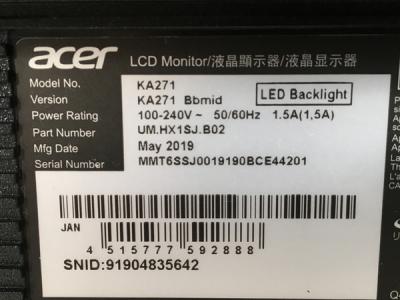 acer LCD Monitor/液晶顯示器/液晶显示器
Model No. KA271
Version KA271 Bbmid LED Backlight
Power Rating 100-240V ~ 50/60Hz 1.5A(1,5A)
Part Number UM.HX1SJ.B02
Mfg Date May 2019
Serial Number MMT6SSJ0019190BCE44201
JAN
4 515777 592888
SNID:91904835642